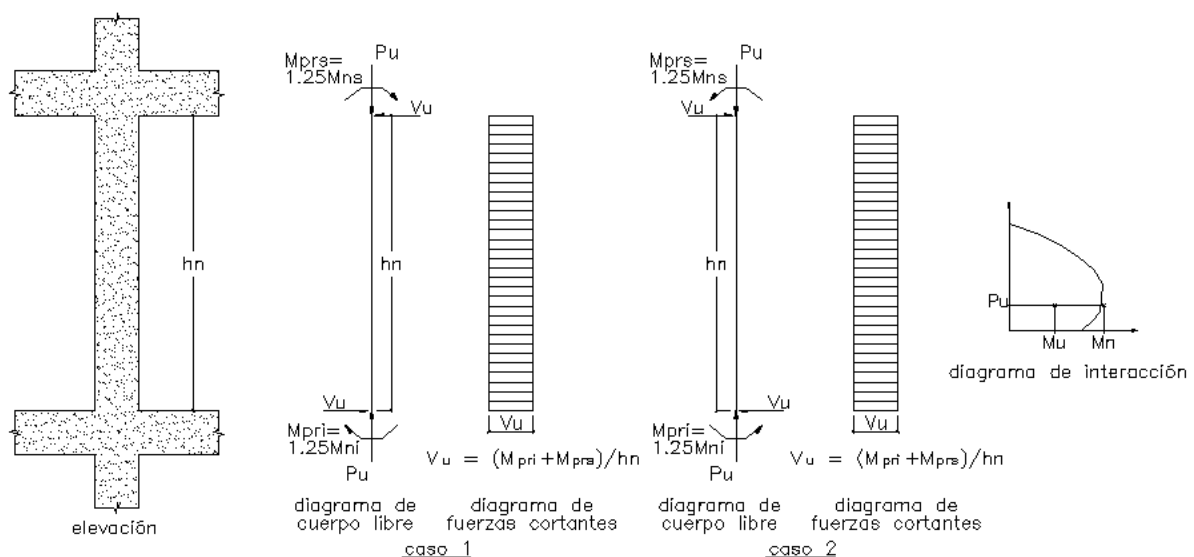 hn
elevación
Pu
Mprs=
1.25Mns
Vu
hn
Vu
Mpri=
1.25Mni
Pu
Vu
Vu = (Mpri+Mprs)/hn
diagrama de
cuerpo libre
diagrama de
fuerzas cortantes
caso 1
Pu
Mprs=
1.25Mns
Vu
hn
Vu
Mpri=
1.25Mni
Pu
Vu
Vu = (Mpri+Mprs)/hn
diagrama de
cuerpo libre
diagrama de
fuerzas cortantes
caso 2
Pu
Mu
Mn
diagrama de interacción